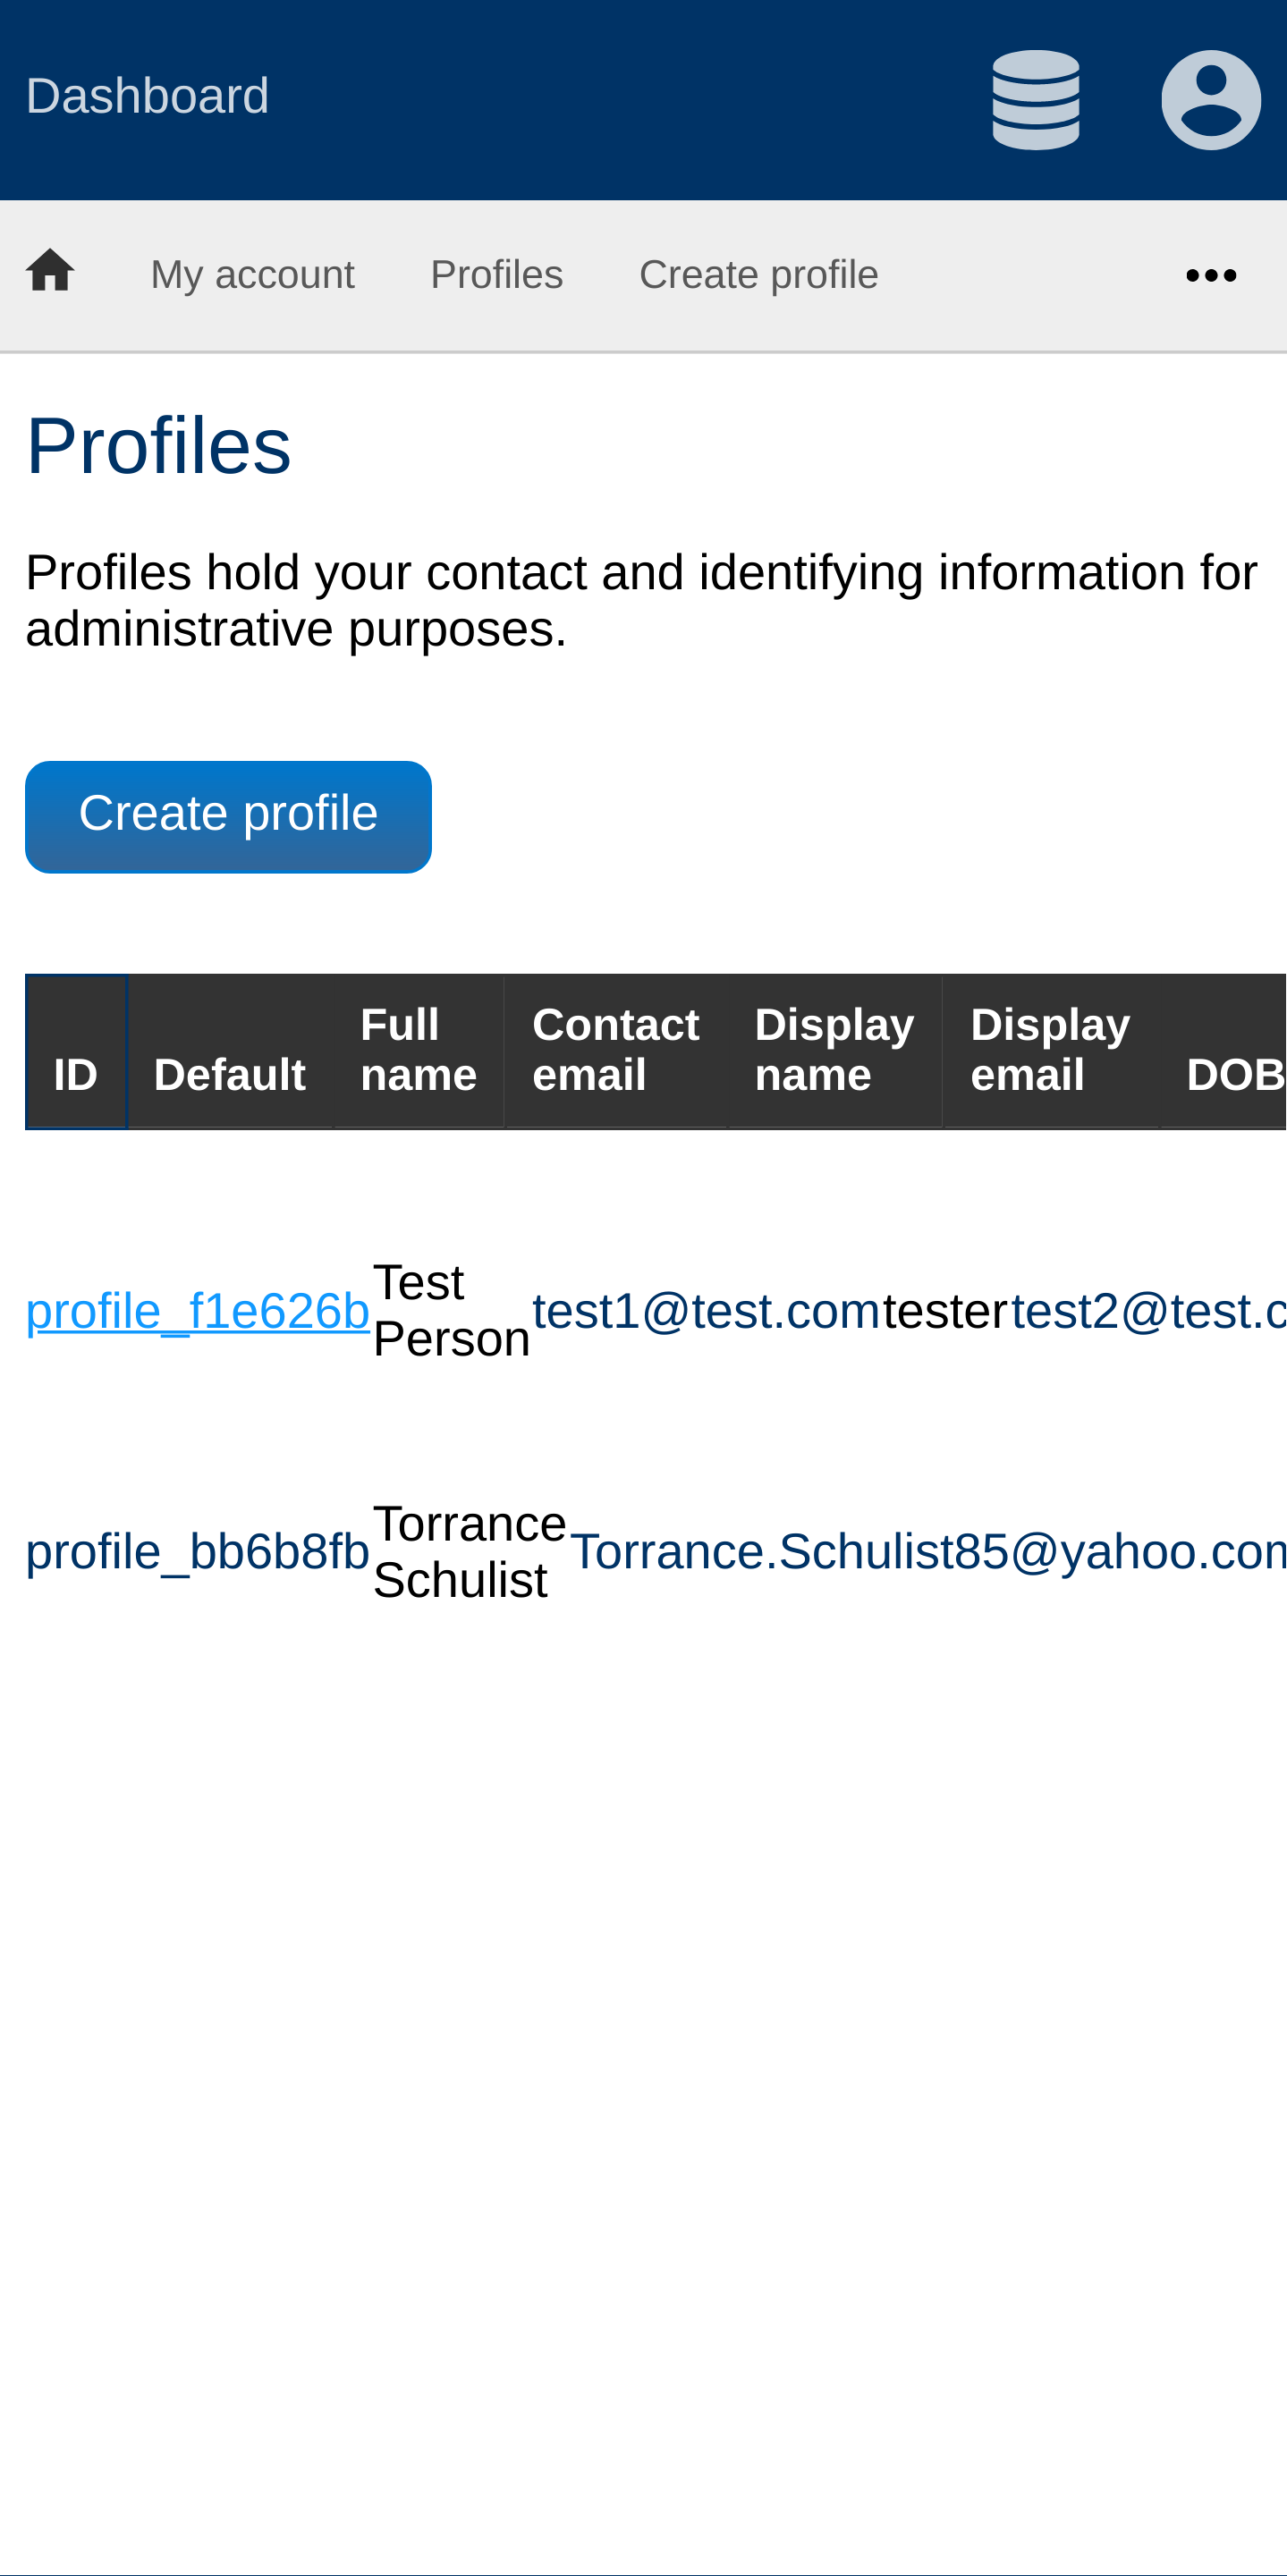 Dashboard
My account Profiles Create profile
Profiles
Profiles hold your contact and identifying information for
administrative purposes.
Create profile
ID Default Full name Contact email Display name Display email DOB
profile_f1e626b Test Person test1@test.com tester test2@test.c
profile_bb6b8fb Torrance Schulist Torrance.Schulist85@yahoo.com